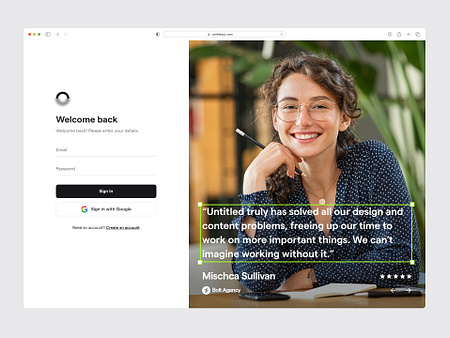 untitled.com
Welcome back
Welcome back! Please enter your details.
Email
Password
Sign in
Sign in with Google
Need an account? Create an account
“Untitled truly has solved all our design and
content problems, freeing up our time to
work on more important things. We can’t
imagine working without it.”
Mischca Sullivan
Bolt Agency